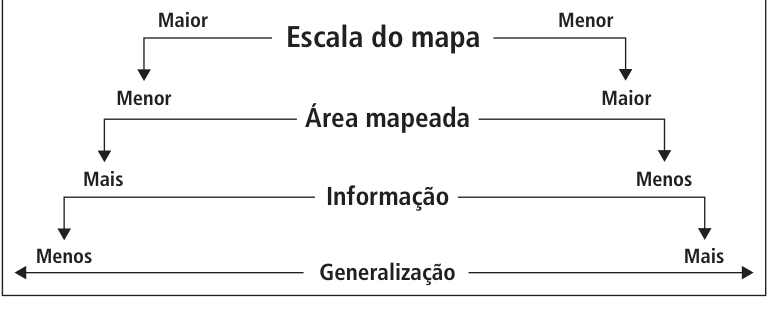 Maior Escala do mapa Menor
Menor Área mapeada Maior
Mais Informação Menos
Menos Generalização Mais